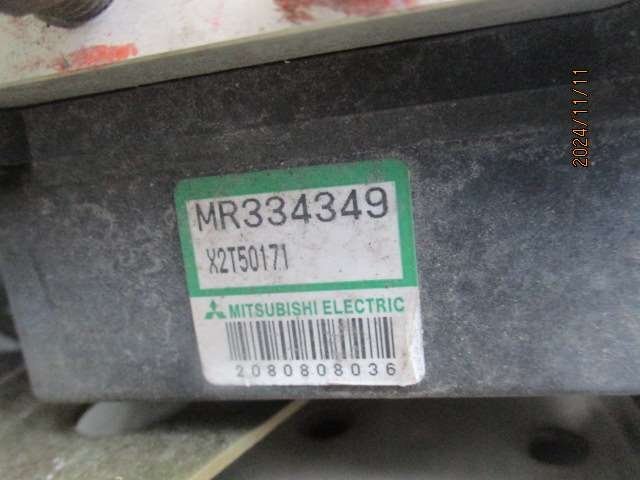 MR334349
X2T50171
MITSUBISHI ELECTRIC
2080808036
2024/11/11